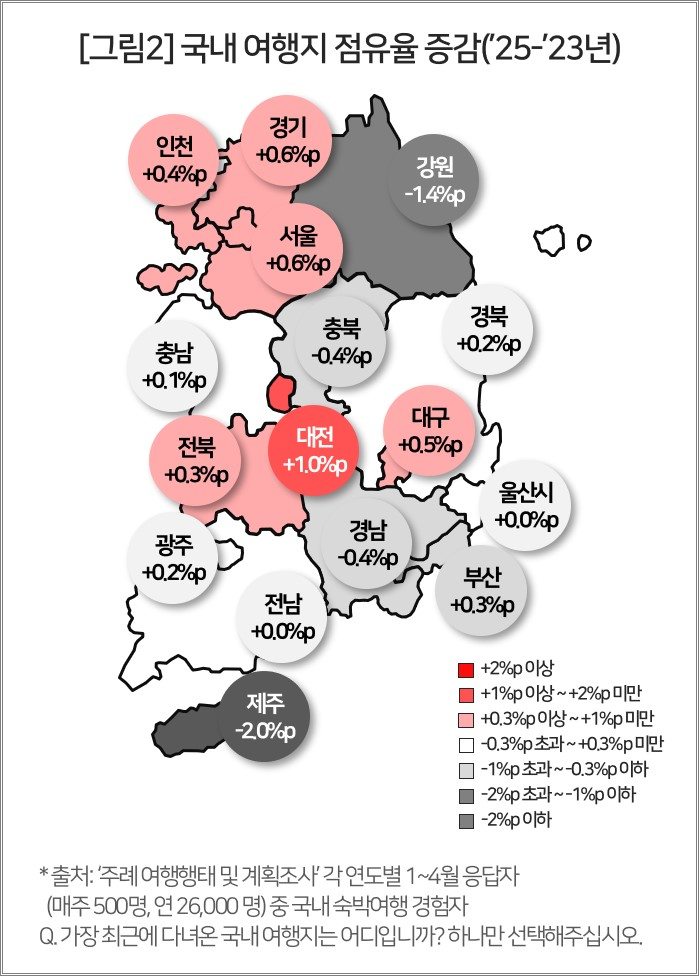 [그림2] 국내 여행지 점유율 증감('25-'23년)
경기
+0.6%p
인천
+0.4%p
강원
-1.4%p
서울
+0.6%p
경북
+0.2%p
충북
-0.4%p
충남
+0.1%p
대구
+0.5%p
대전
+1.0%p
전북
+0.3%p
울산시
+0.0%p
경남
-0.4%p
광주
+0.2%p
부산
+0.3%p
전남
+0.0%p
제주
-2.0%p
+2%p 이상
+1%p 이상 ~ +2%p 미만
+0.3%p 이상 ~ +1%p 미만
-0.3%p 초과 ~ +0.3%p 미만
-1%p 초과 ~ -0.3%p 이하
-2%p 초과 ~ -1%p 이하
-2%p 이하
* 출처: '주례 여행행태 및 계획조사' 각 연도별 1~4월 응답자
(매주 500명, 연 26,000 명) 중 국내 숙박여행 경험자
Q. 가장 최근에 다녀온 국내 여행지는 어디입니까? 하나만 선택해주십시오.